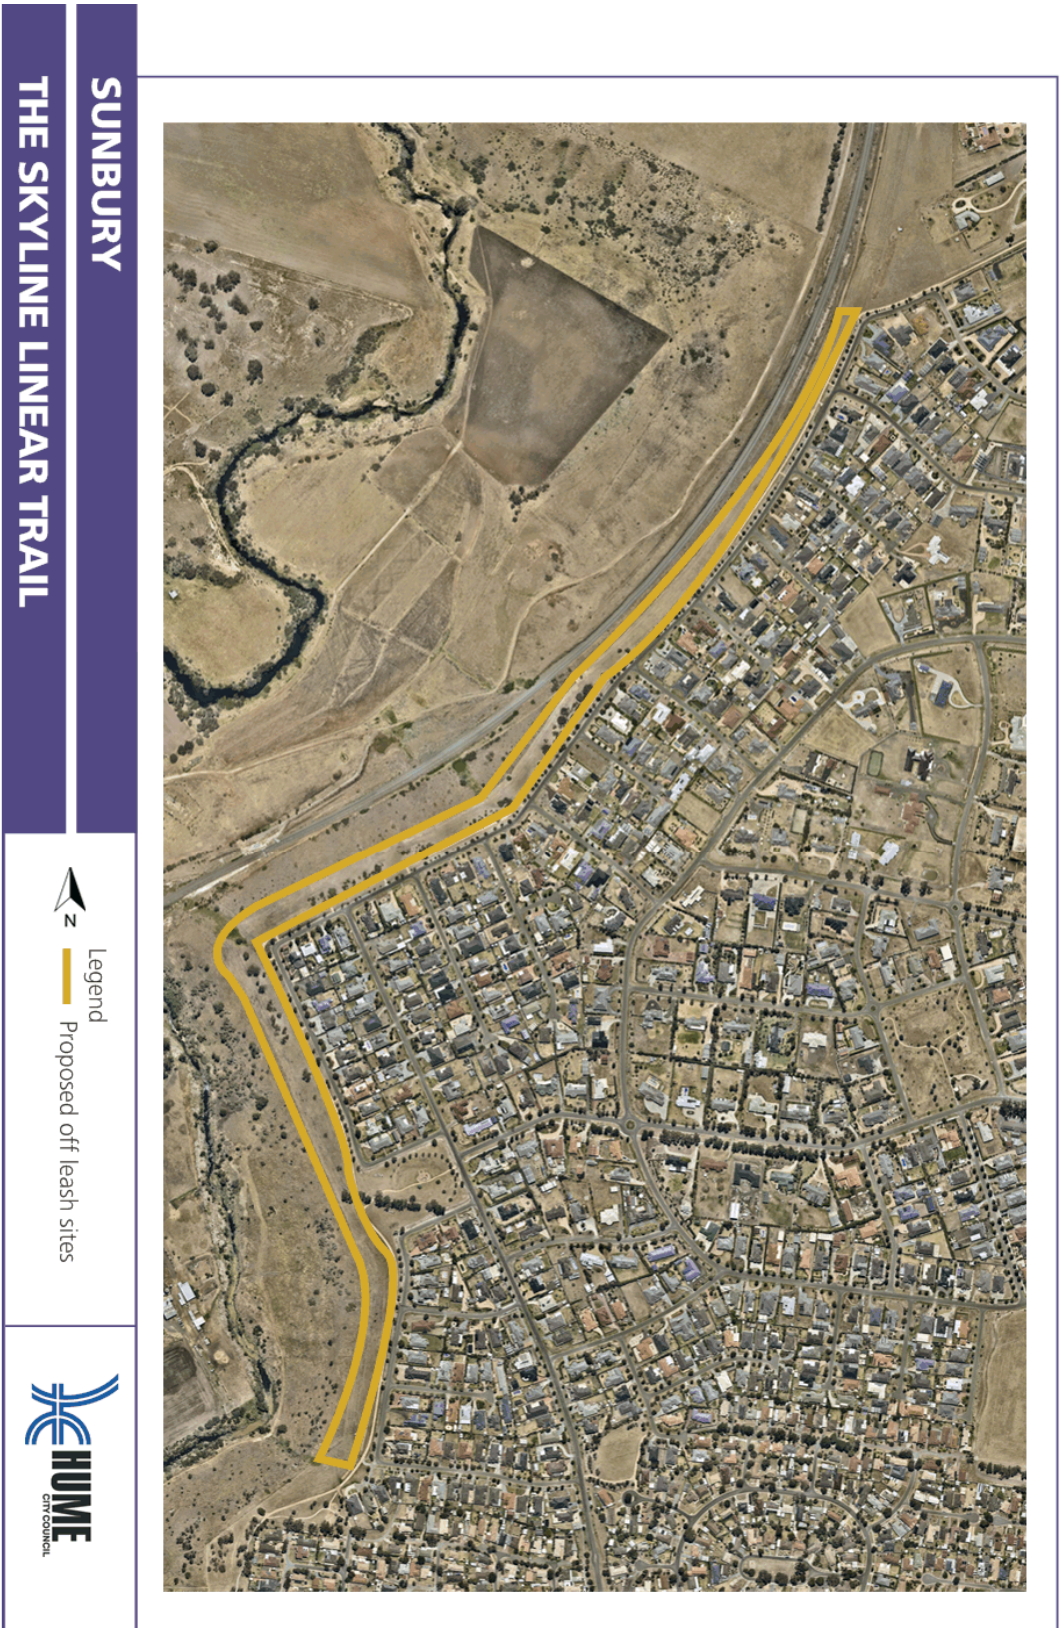 SUNBURY
THE SKYLINE LINEAR TRAIL
N
Legend
Proposed off leash sites
HUME
CITY COUNCIL